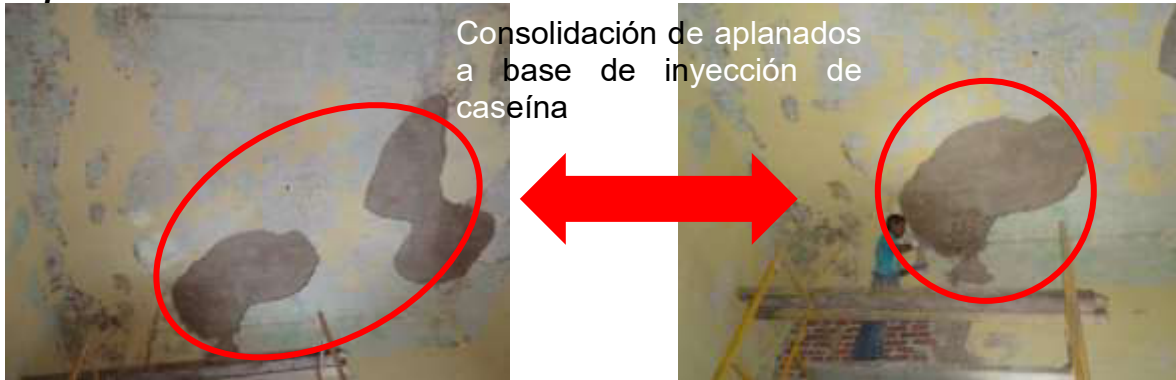 Consolidación de aplanados
a base de inyección de
caseína